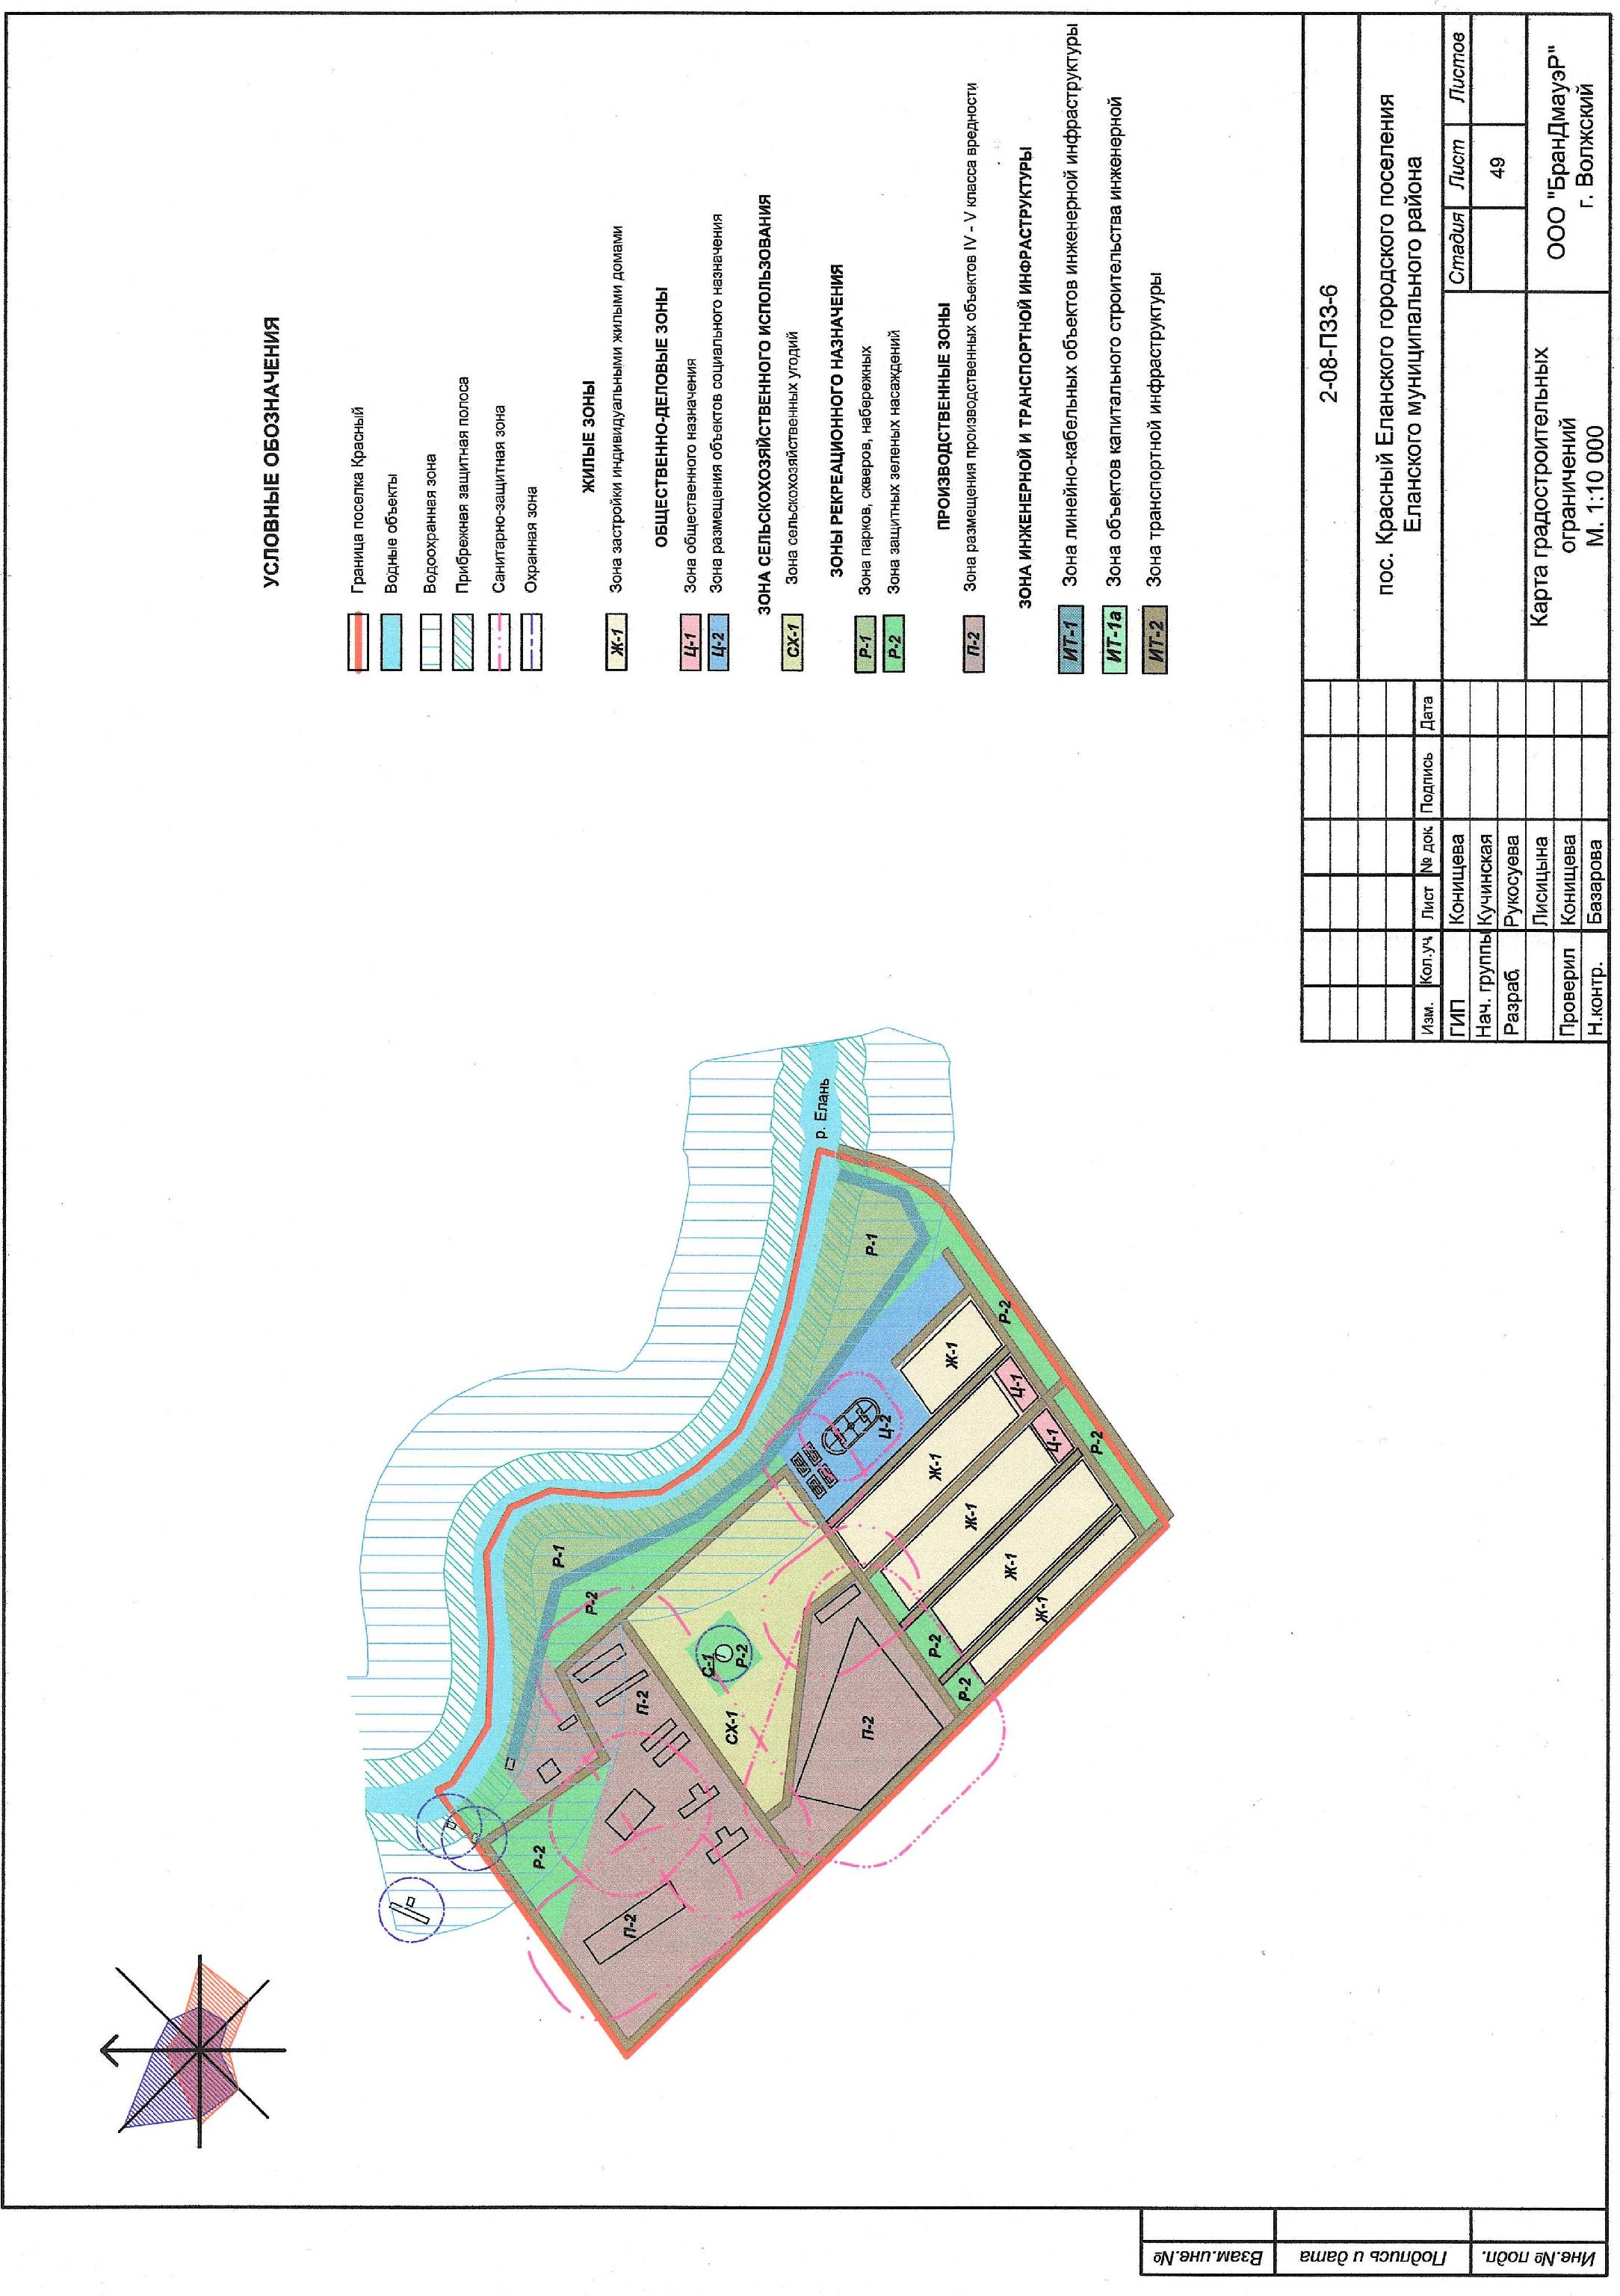 УСЛОВНЫЕ ОБОЗНАЧЕНИЯ
Граница поселка Красный
Водные объекты
Водоохранная зона
Прибрежная защитная полоса
Санитарно-защитная зона
Охранная зона
ЖИЛЫЕ ЗОНЫ
Ж-1 Зона застройки индивидуальными жилыми домами
ОБЩЕСТВЕННО-ДЕЛОВЫЕ ЗОНЫ
Ц-1 Зона общественного назначения
Ц-2 Зона размещения объектов социального назначения
ЗОНА СЕЛЬСКОХОЗЯЙСТВЕННОГО ИСПОЛЬЗОВАНИЯ
СХ-1 Зона сельскохозяйственных угодий
ЗОНЫ РЕКРЕАЦИОННОГО НАЗНАЧЕНИЯ
Р-1 Зона парков, скверов, набережных
Р-2 Зона защитных зеленых насаждений
ПРОИЗВОДСТВЕННЫЕ ЗОНЫ
П-2 Зона размещения производственных объектов IV - V класса вредности
ЗОНА ИНЖЕНЕРНОЙ И ТРАНСПОРТНОЙ ИНФРАСТРУКТУРЫ
ИТ-1 Зона линейно-кабельных объектов инженерной инфраструктуры
ИТ-1а Зона объектов капитального строительства инженерной
ИТ-2 Зона транспортной инфраструктуры
р. Елань
Р-1
Р-1
Р-2
Р-2
П-2
П-2
С-1
Р-2
СХ-1
П-2
Ц-2
Ж-1
Ж-1
Ж-1
Ж-1
Ж-1
Ц-1
Ц-1
Р-2
Р-2
Р-2
Р-2
2-08-ПЗЗ-6
пос. Красный Еланского городского поселения
Еланского муниципального района
Изм. Кол.уч Лист № док. Подпись Дата
ГИП Конищева
Нач. группы Кучинская
Разраб. Рукосуева
Лисицына
Проверил Конищева
Н.контр. Базарова
Стадия Лист Листов
49
Карта градостроительных
ограничений
М. 1:10 000
ООО "БранДмауэР"
г. Волжский
Взам.инв.№
Подпись и дата
Инв.№ подл.